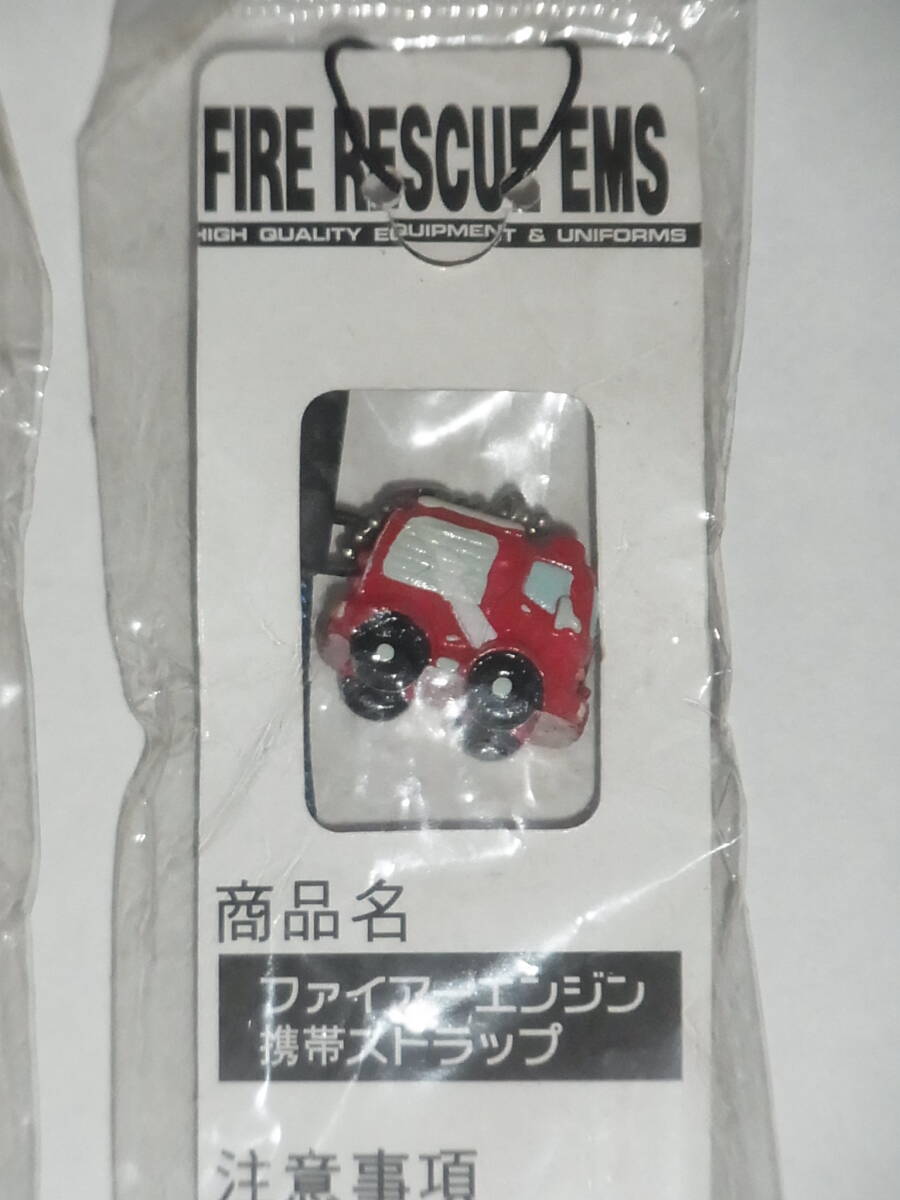 FIRE RESCUE EMS
HIGH QUALITY EQUIPMENT & UNIFORMS
商品名
ファイアーエンジン
携帯ストラップ
注意事項